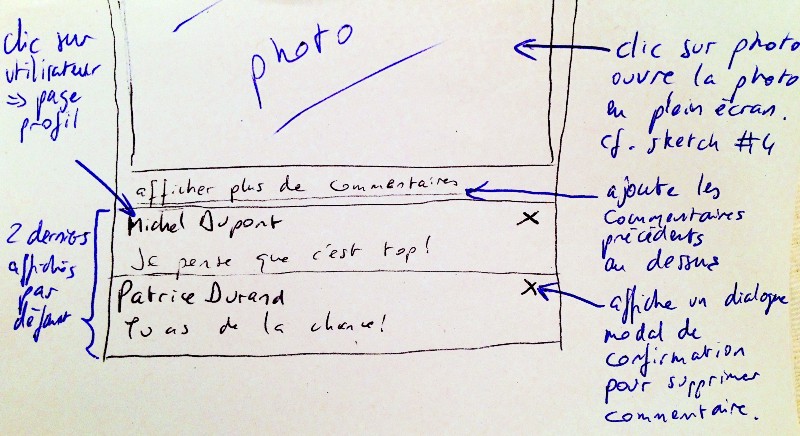 clic sur
utilisateur
=> page
profil
photo
clic sur photo
ouvre la photo
en plein écran.
cf. sketch #4
afficher plus de commentaires
ajoute les
commentaires
précédents
au dessus
Michel Dupont X
Je pense que c'est top!
2 derniers
affichés
par
défaut
Patrice Durand X
Tu as de la chance!
affiche un dialogue
modal de
confirmation
pour supprimer
commentaire.